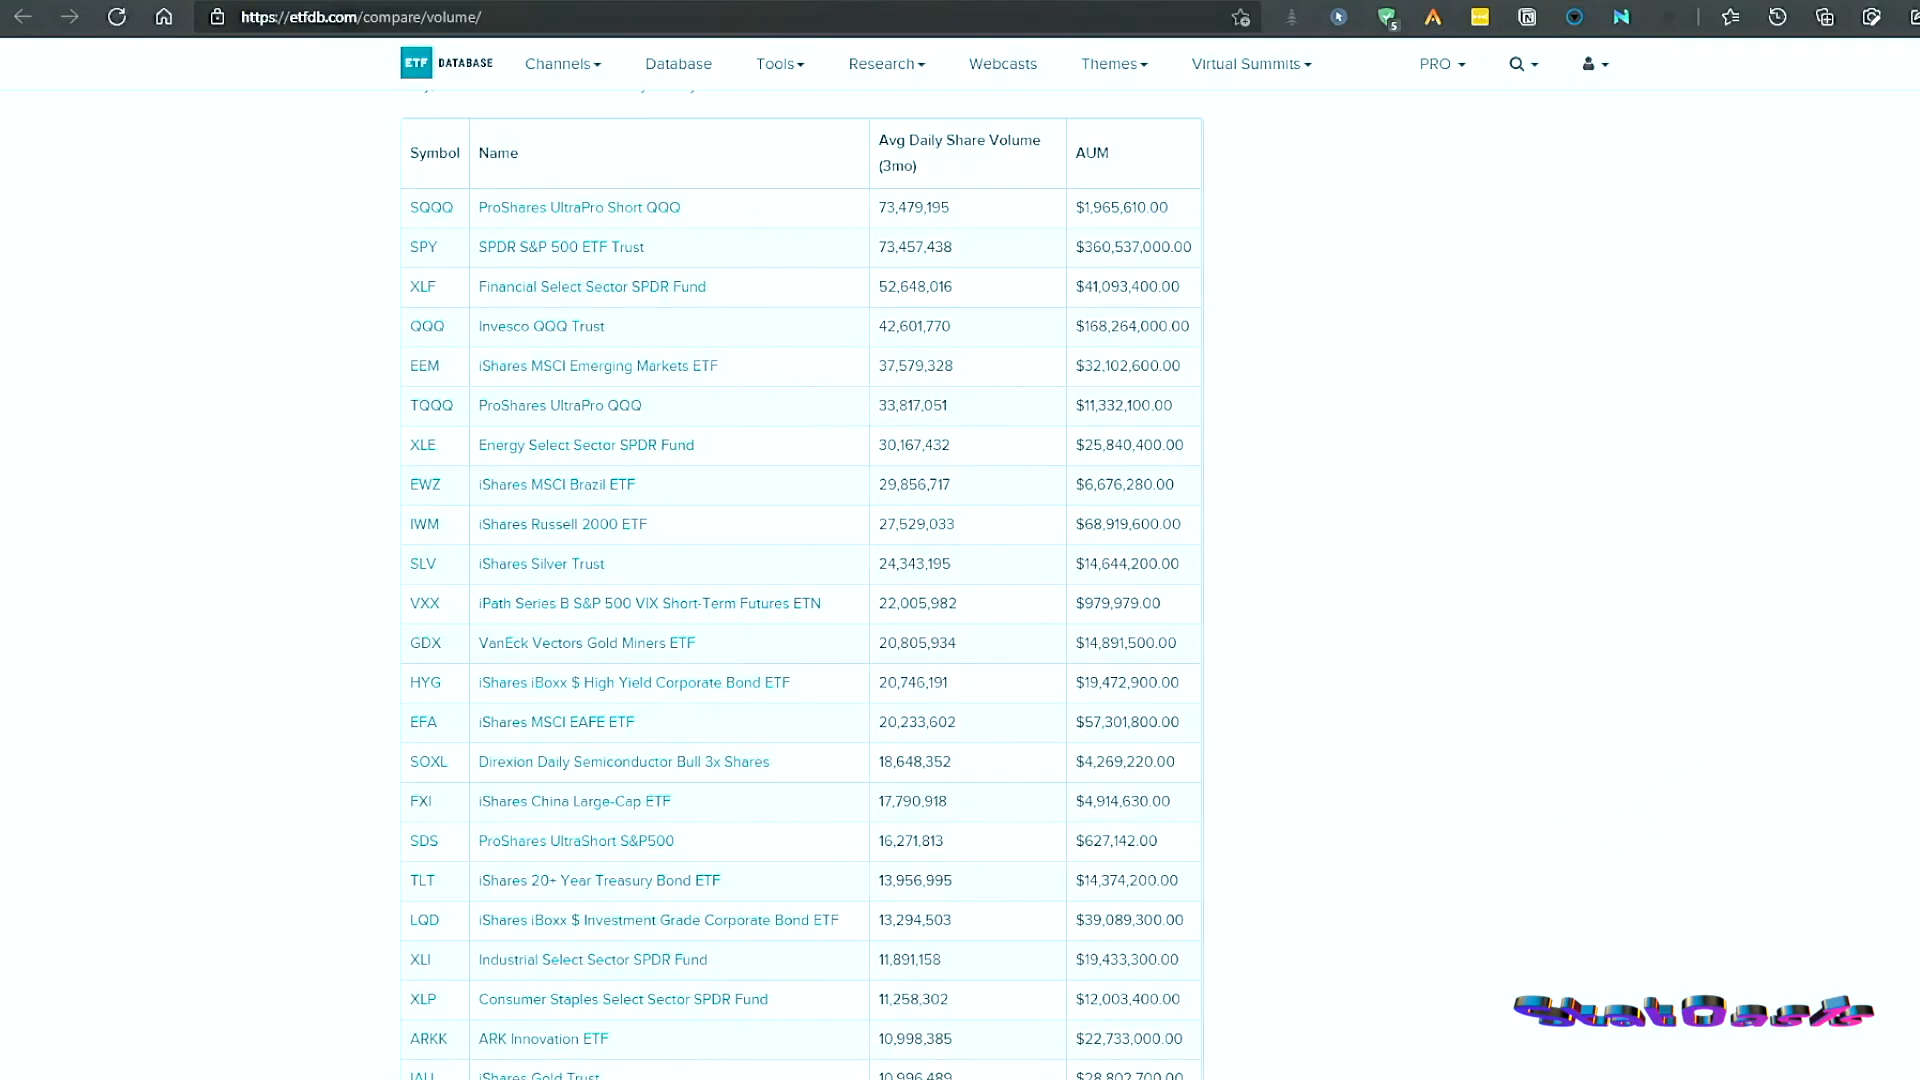 https://etfdb.com/compare/volume/
5
ETF DATABASE Channels Database Tools Research Webcasts Themes Virtual Summits PRO
Symbol Name Avg Daily Share Volume (3mo) AUM
SQQQ ProShares UltraPro Short QQQ 73,479,195 $1,965,610.00
SPY SPDR S&P 500 ETF Trust 73,457,438 $360,537,000.00
XLF Financial Select Sector SPDR Fund 52,648,016 $41,093,400.00
QQQ Invesco QQQ Trust 42,601,770 $168,264,000.00
EEM iShares MSCI Emerging Markets ETF 37,579,328 $32,102,600.00
TQQQ ProShares UltraPro QQQ 33,817,051 $11,332,100.00
XLE Energy Select Sector SPDR Fund 30,167,432 $25,840,400.00
EWZ iShares MSCI Brazil ETF 29,856,717 $6,676,280.00
IWM iShares Russell 2000 ETF 27,529,033 $68,919,600.00
SLV iShares Silver Trust 24,343,195 $14,644,200.00
VXX iPath Series B S&P 500 VIX Short-Term Futures ETN 22,005,982 $979,979.00
GDX VanEck Vectors Gold Miners ETF 20,805,934 $14,891,500.00
HYG iShares iBoxx $ High Yield Corporate Bond ETF 20,746,191 $19,472,900.00
EFA iShares MSCI EAFE ETF 20,233,602 $57,301,800.00
SOXL Direxion Daily Semiconductor Bull 3x Shares 18,648,352 $4,269,220.00
FXI iShares China Large-Cap ETF 17,790,918 $4,914,630.00
SDS ProShares UltraShort S&P500 16,271,813 $627,142.00
TLT iShares 20+ Year Treasury Bond ETF 13,956,995 $14,374,200.00
LQD iShares iBoxx $ Investment Grade Corporate Bond ETF 13,294,503 $39,089,300.00
XLI Industrial Select Sector SPDR Fund 11,891,158 $19,433,300.00
XLP Consumer Staples Select Sector SPDR Fund 11,258,302 $12,003,400.00
ARKK ARK Innovation ETF 10,998,385 $22,733,000.00
IAU iShares Gold Trust 10,996,489 $28,802,700.00
StatOasis